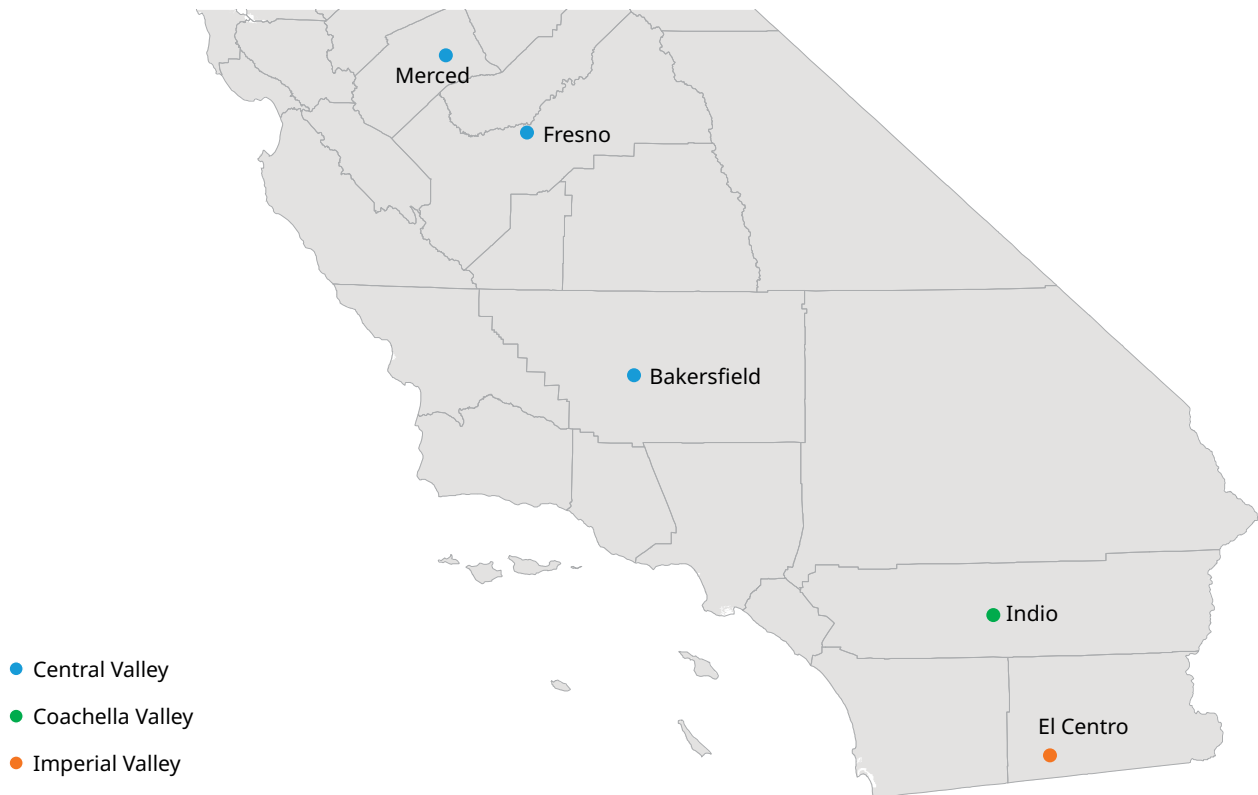 Merced
Fresno
Bakersfield
Indio
Central Valley
Coachella Valley
El Centro
Imperial Valley